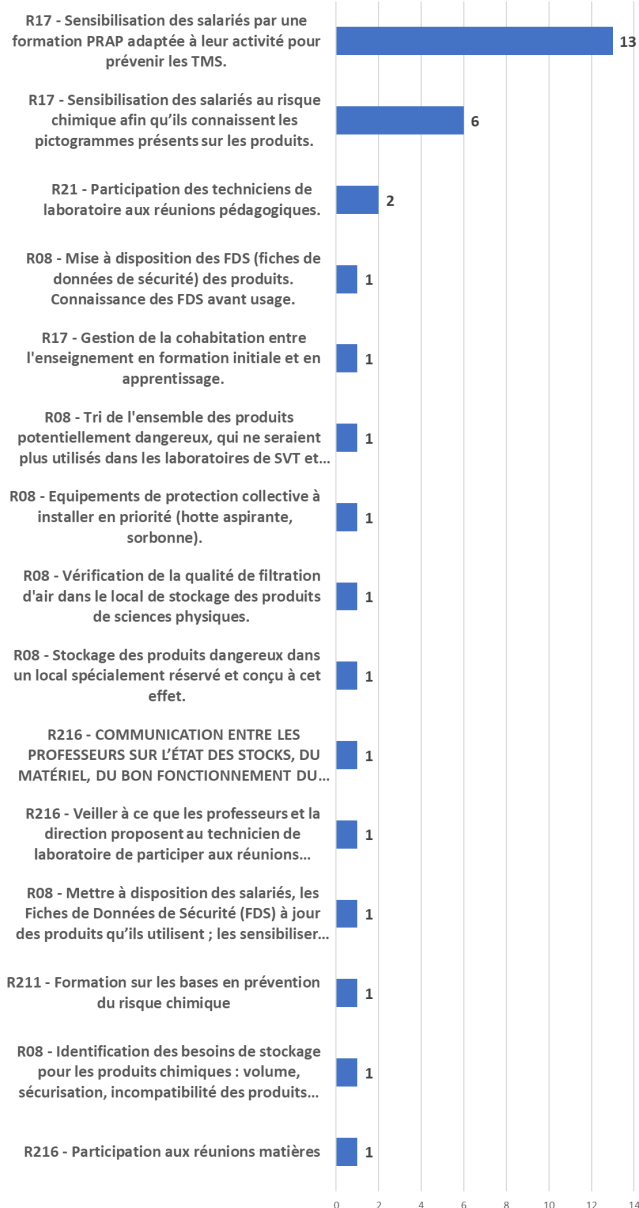 R17 - Sensibilisation des salariés par une
formation PRAP adaptée à leur activité pour
prévenir les TMS.
13
R17 - Sensibilisation des salariés au risque
chimique afin qu'ils connaissent les
pictogrammes présents sur les produits.
6
R21 - Participation des techniciens de
laboratoire aux réunions pédagogiques.
2
R08 - Mise à disposition des FDS (fiches de
données de sécurité) des produits.
Connaissance des FDS avant usage.
1
R17 - Gestion de la cohabitation entre
l'enseignement en formation initiale et en
apprentissage.
1
R08 - Tri de l'ensemble des produits
potentiellement dangereux, qui ne seraient
plus utilisés dans les laboratoires de SVT et...
1
R08 - Equipements de protection collective à
installer en priorité (hotte aspirante,
sorbonne).
1
R08 - Vérification de la qualité de filtration
d'air dans le local de stockage des produits
de sciences physiques.
1
R08 - Stockage des produits dangereux dans
un local spécialement réservé et conçu à cet
effet.
1
R216 - COMMUNICATION ENTRE LES
PROFESSEURS SUR L'ÉTAT DES STOCKS, DU
MATÉRIEL, DU BON FONCTIONNEMENT DU...
1
R216 - Veiller à ce que les professeurs et la
direction proposent au technicien de
laboratoire de participer aux réunions...
1
R08 - Mettre à disposition des salariés, les
Fiches de Données de Sécurité (FDS) à jour
des produits qu'ils utilisent ; les sensibiliser...
1
R211 - Formation sur les bases en prévention
du risque chimique
1
R08 - Identification des besoins de stockage
pour les produits chimiques : volume,
sécurisation, incompatibilité des produits...
1
R216 - Participation aux réunions matières
1
0 2 4 6 8 10 12 14